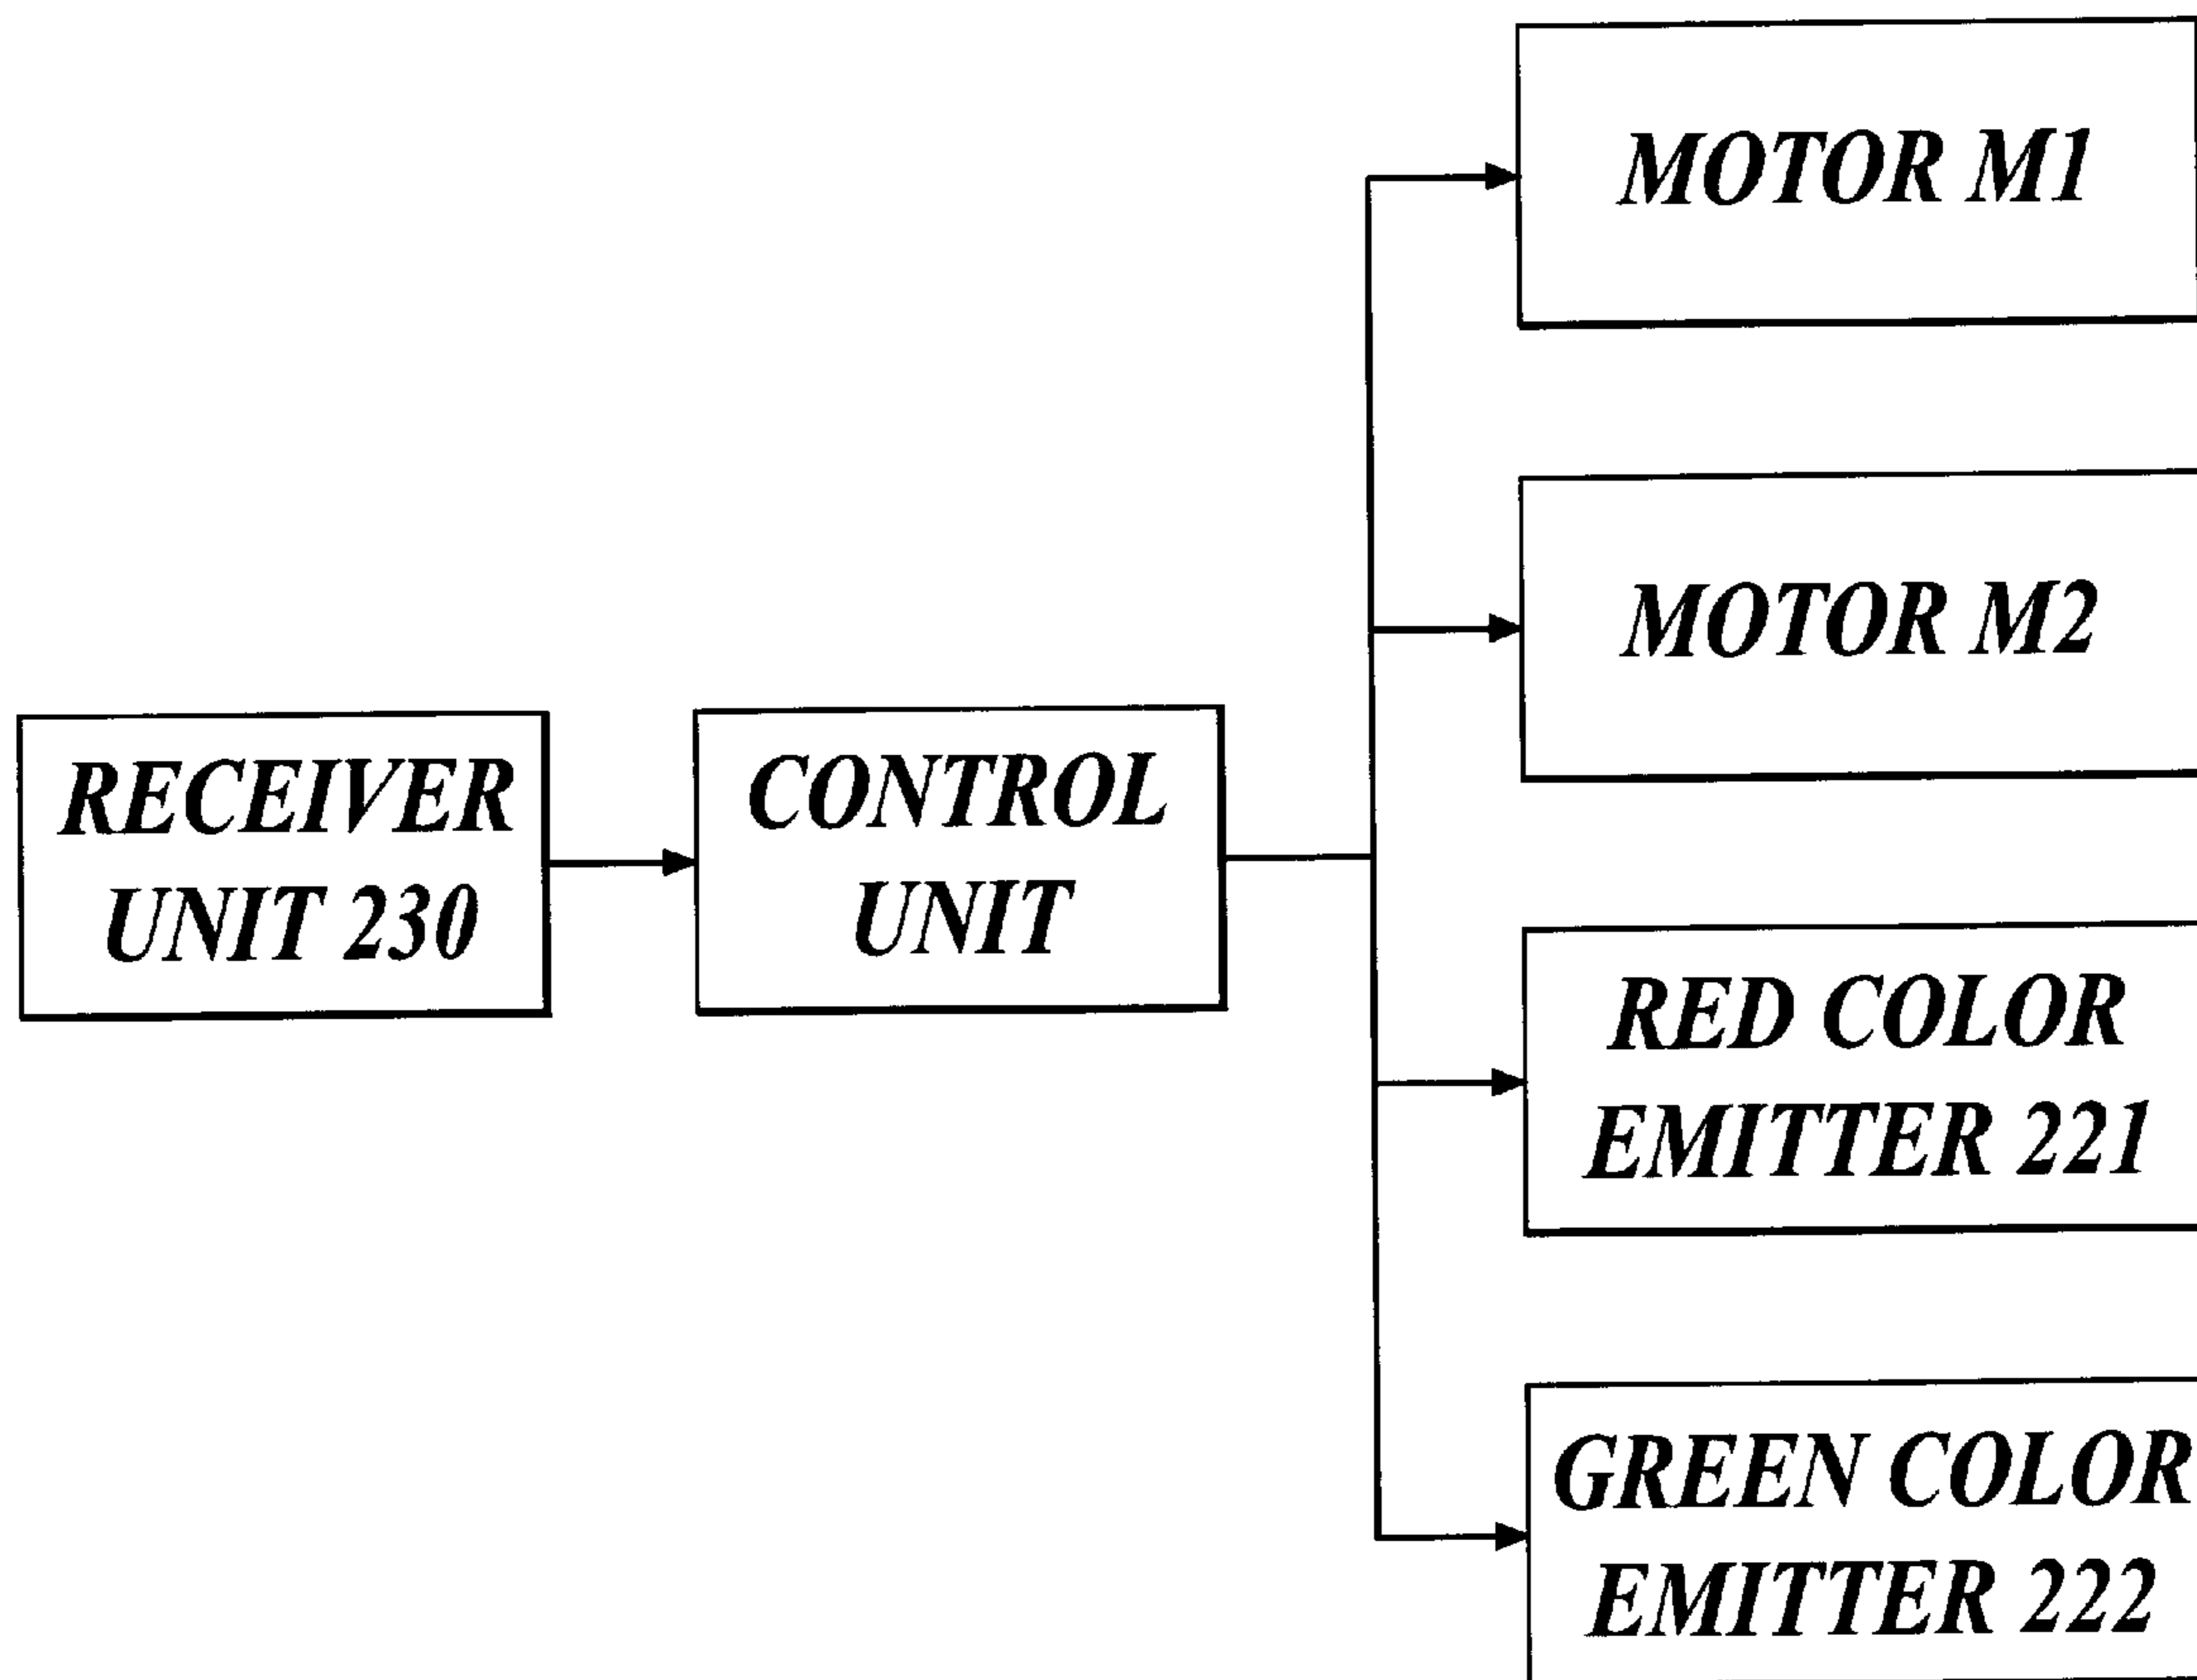 MOTOR M1
MOTOR M2
RECEIVER
UNIT 230
CONTROL
UNIT
RED COLOR
EMITTER 221
GREEN COLOR
EMITTER 222